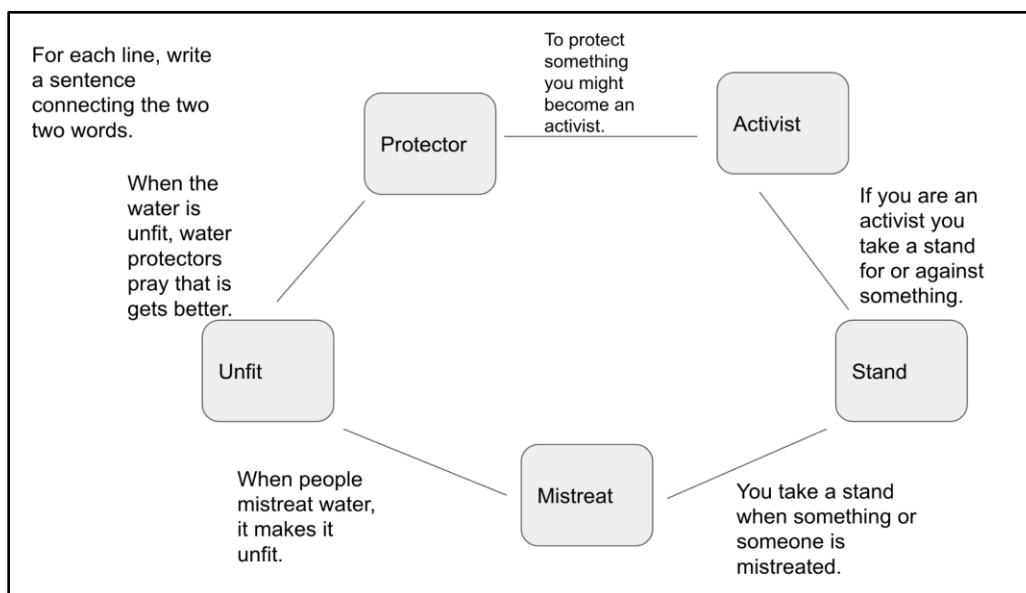 For each line, write
a sentence
connecting the two
two words.
To protect
something
you might
become an
activist.
Protector
Activist
When the
water is
unfit, water
protectors
pray that is
gets better.
If you are an
activist you
take a stand
for or against
something.
Unfit
Stand
When people
mistreat water,
it makes it
unfit.
Mistreat
You take a stand
when something or
someone is
mistreated.